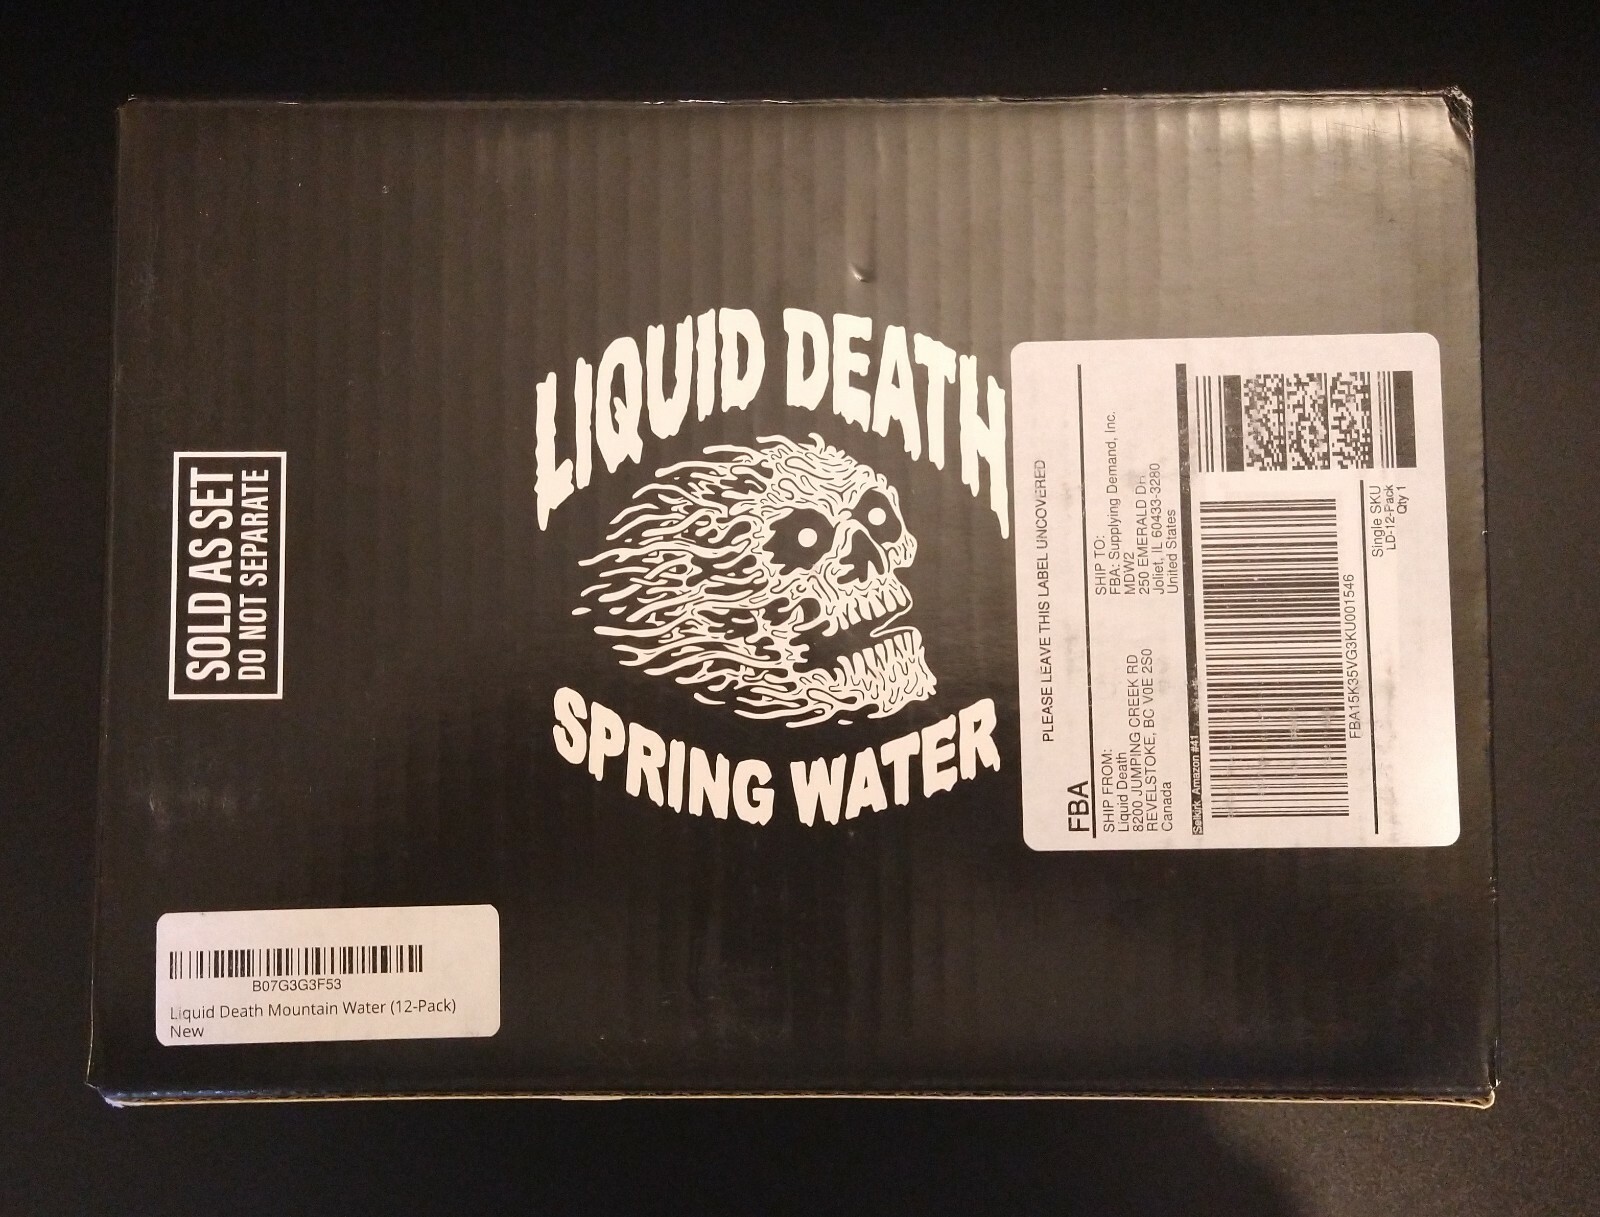 SOLD AS SET
DO NOT SEPARATE
LIQUID DEATH
SPRING WATER
B07G3G3F53
Liquid Death Mountain Water (12-Pack)
New
FBA
PLEASE LEAVE THIS LABEL UNCOVERED
SHIP FROM:
Liquid Death
8200 JUMPING CREEK RD
REVELSTOKE, BC V0E 2S0
Canada
SHIP TO:
FBA: Supplying Demand, Inc.
MDW2
250 EMERALD DR
Joliet, IL 60433-3280
United States
Selkirk Amazon #41
FBA15K35VG3KU001546
Single SKU
LD-12-Pack
Qty 1